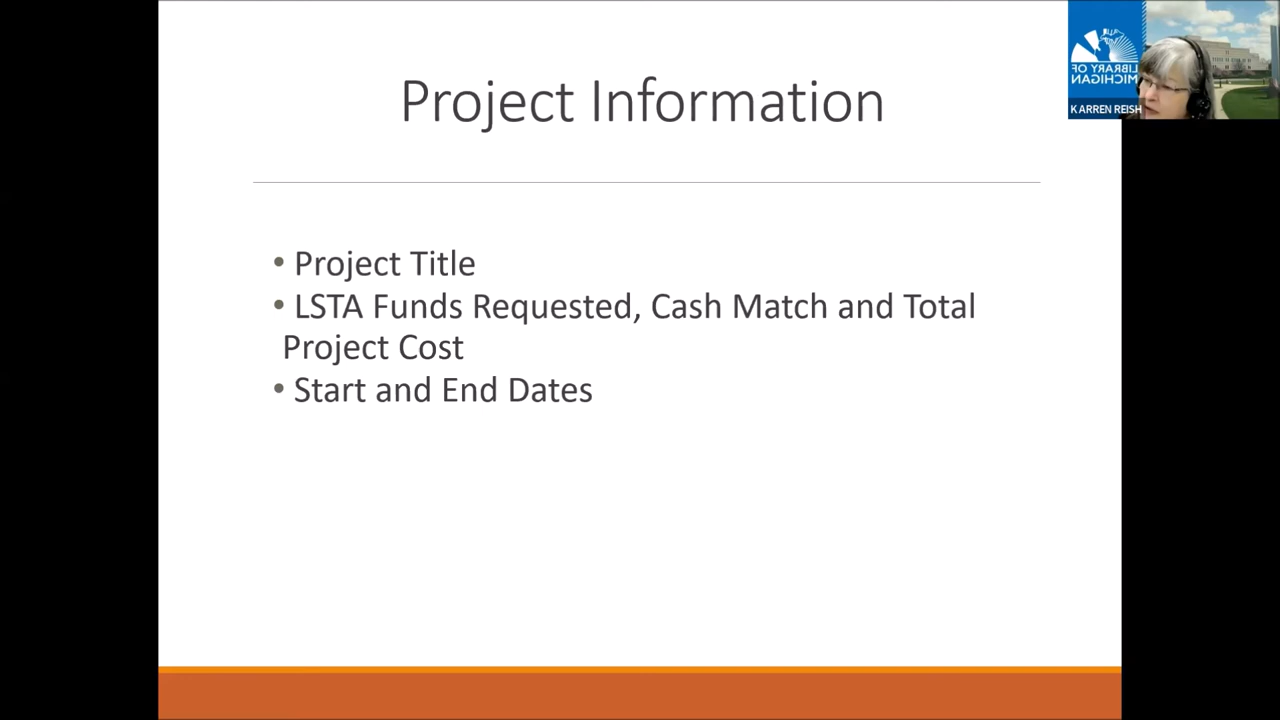 Project Information
• Project Title
• LSTA Funds Requested, Cash Match and Total
Project Cost
• Start and End Dates
LIBRARY OF
MICHIGAN
KARREN REISH